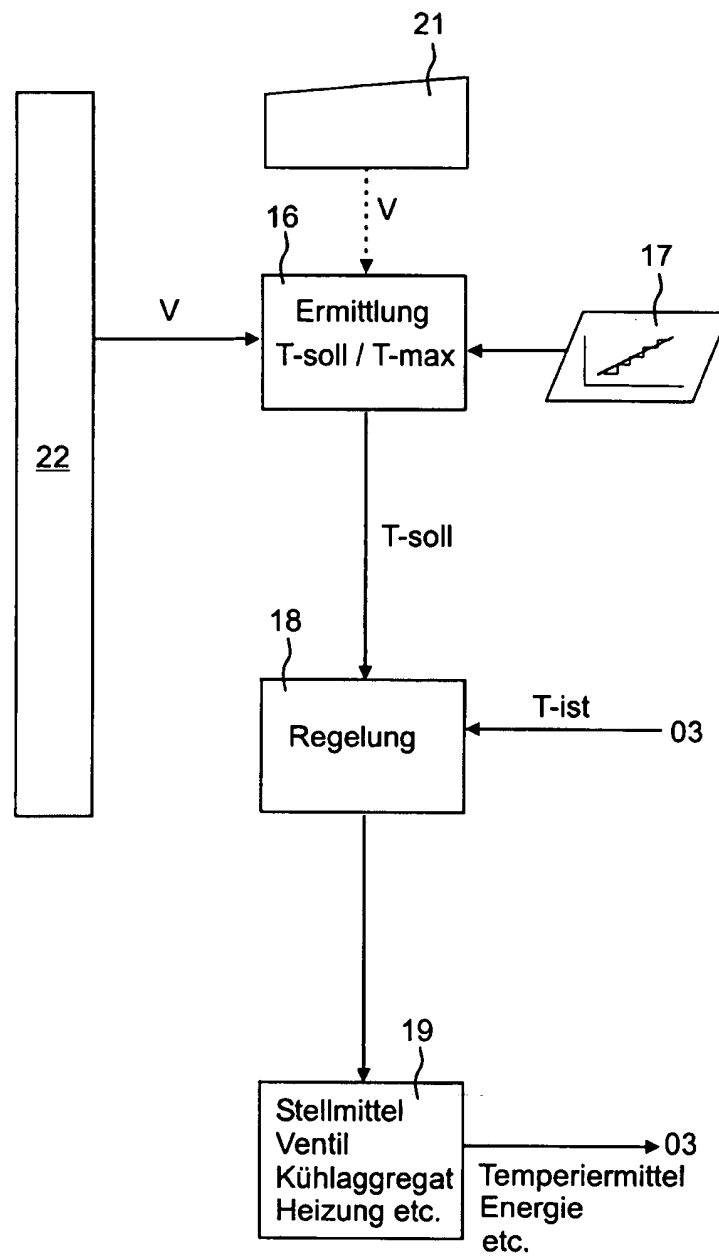 21
V
16
17
V
Ermittlung
T-soll / T-max
22
T-soll
18
T-ist
03
Regelung
19
Stellmittel
Ventil
Kühlaggregat
Heizung etc.
03
Temperiermittel
Energie
etc.